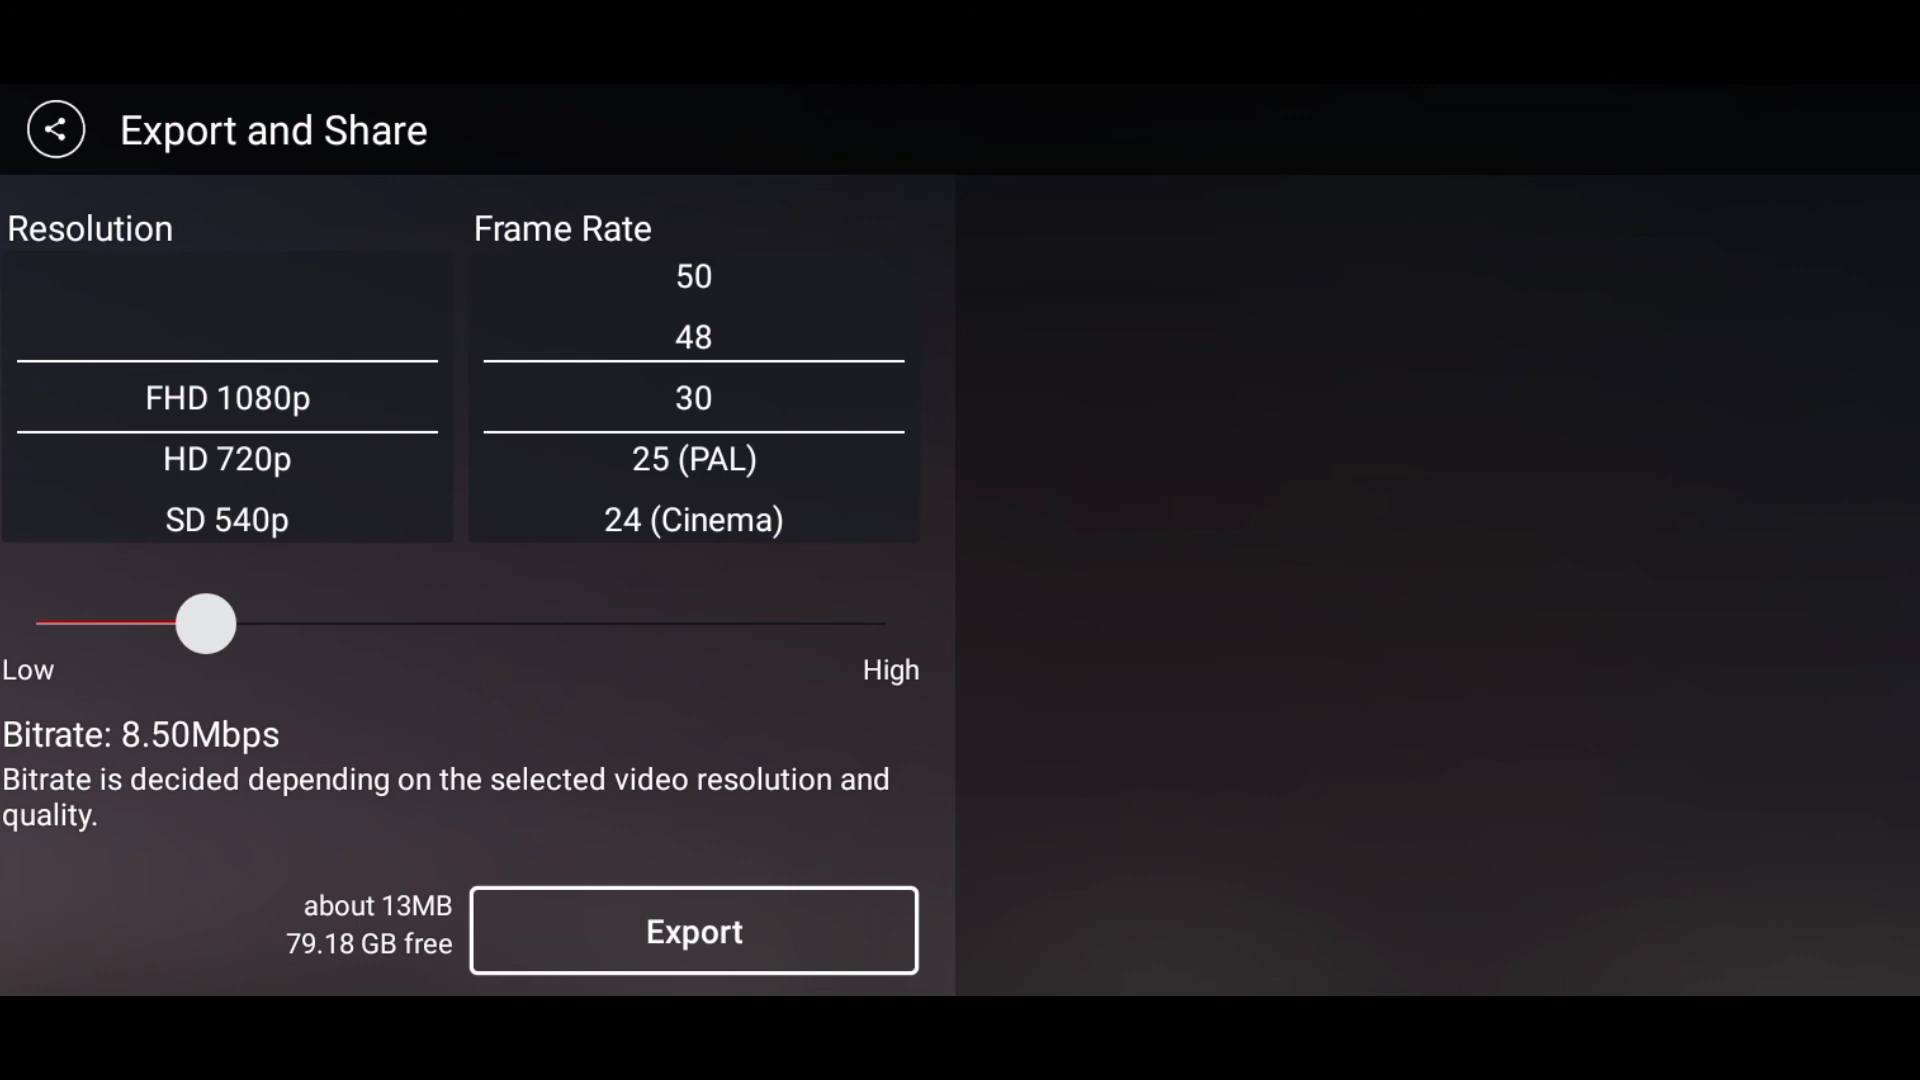 Export and Share
Resolution
Frame Rate
50
48
FHD 1080p
30
HD 720p
25 (PAL)
SD 540p
24 (Cinema)
Low
High
Bitrate: 8.50Mbps
Bitrate is decided depending on the selected video resolution and
quality.
about 13MB
79.18 GB free
Export